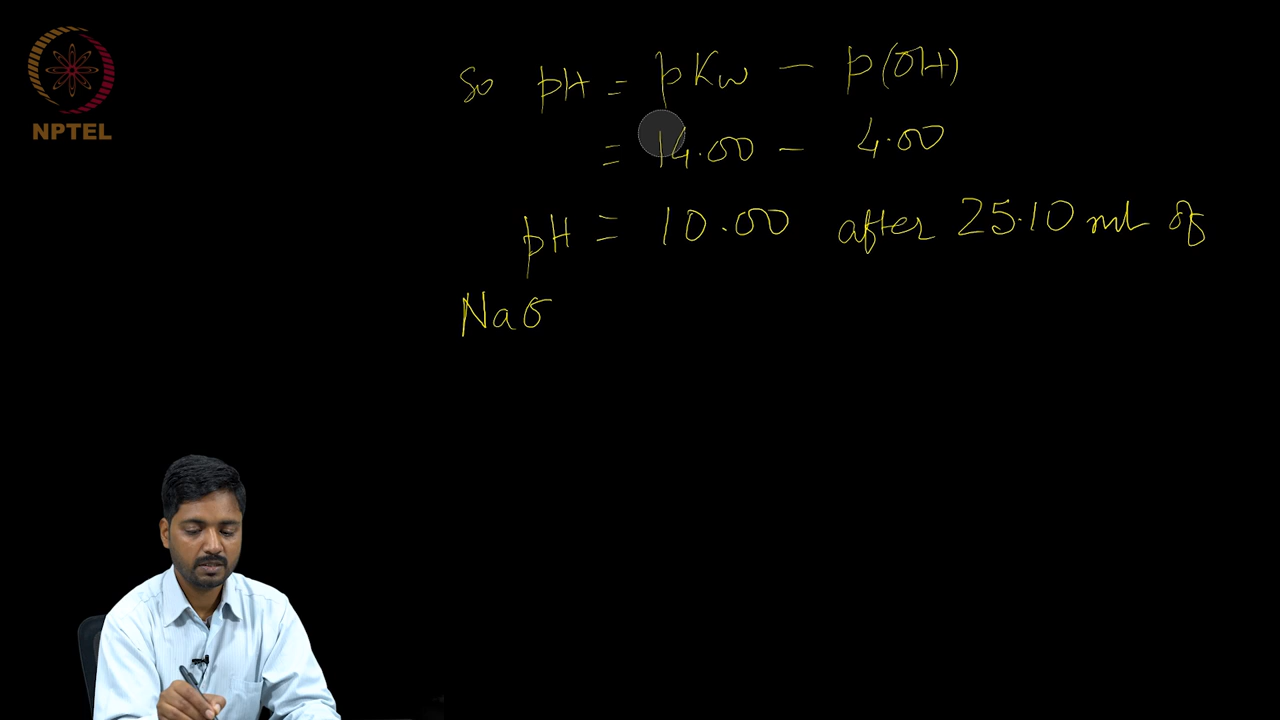 NPTEL
So pH = pKw - p(OH)
= 14.00 - 4.00
pH = 10.00 after 25.10 ml of
NaO